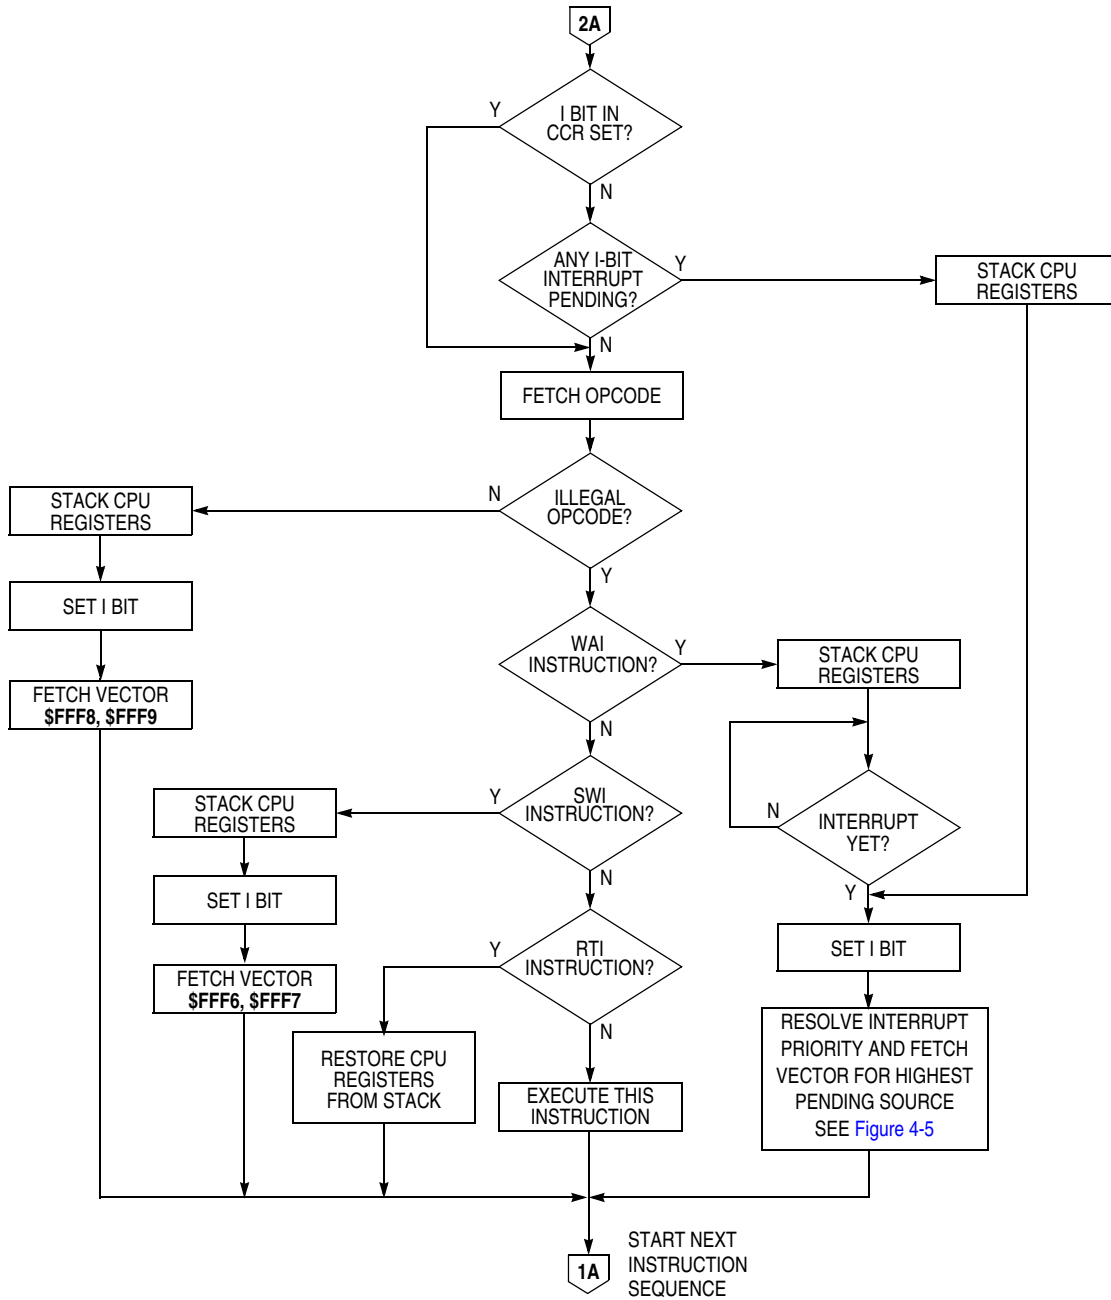 2A
I BIT IN
CCR SET?
Y
N
ANY I-BIT
INTERRUPT
PENDING?
Y
N
STACK CPU
REGISTERS
FETCH OPCODE
ILLEGAL
OPCODE?
N
Y
STACK CPU
REGISTERS
SET I BIT
FETCH VECTOR
$FFF8, $FFF9
WAI
INSTRUCTION?
Y
N
STACK CPU
REGISTERS
INTERRUPT
YET?
N
Y
SWI
INSTRUCTION?
Y
N
STACK CPU
REGISTERS
SET I BIT
FETCH VECTOR
$FFF6, $FFF7
RTI
INSTRUCTION?
Y
N
RESTORE CPU
REGISTERS
FROM STACK
EXECUTE THIS
INSTRUCTION
SET I BIT
RESOLVE INTERRUPT
PRIORITY AND FETCH
VECTOR FOR HIGHEST
PENDING SOURCE
SEE Figure 4-5
1A
START NEXT
INSTRUCTION
SEQUENCE